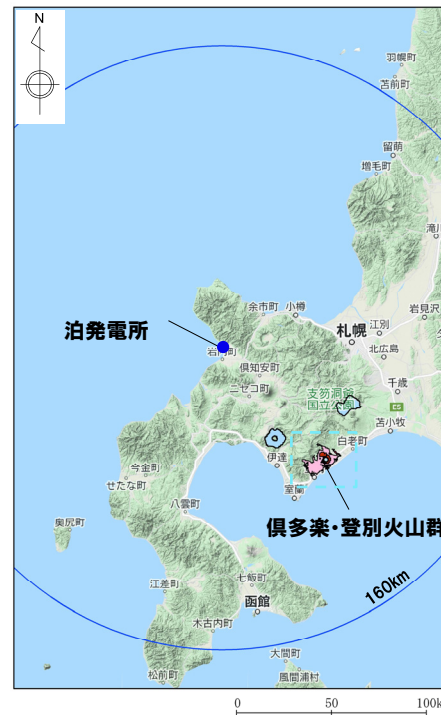 N
羽幌町
苫前町
留萌
増毛町
滝川
余市町
小樽
岩見沢
札幌
江別
泊発電所
北広島
岩内町
倶知安町
千歳
ニセコ町
支笏洞爺
国立公園
苫小牧
白老町
伊達
今金町
せたな町
室蘭
八雲町
倶多楽・登別火山群
奥尻町
160km
七飯町
江差町
函館
木古内町
大間町
松前町
風間浦村
0
50
100k